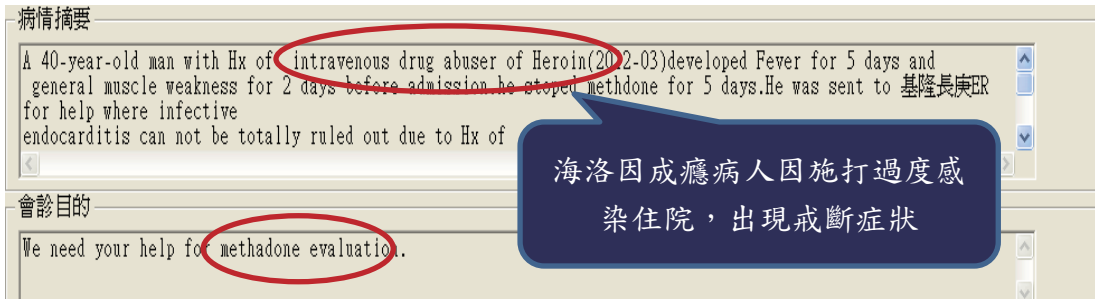 病情摘要
A 40-year-old man with Hx of intravenous drug abuser of Heroin(2012-03)developed Fever for 5 days and
general muscle weakness for 2 days before admission.he stoped methdone for 5 days.He was sent to 基隆長庚ER
for help where infective
endocarditis can not be totally ruled out due to Hx of
海洛因成癮病人因施打過度感
染住院，出現戒斷症狀
會診目的
We need your help for methadone evaluation.